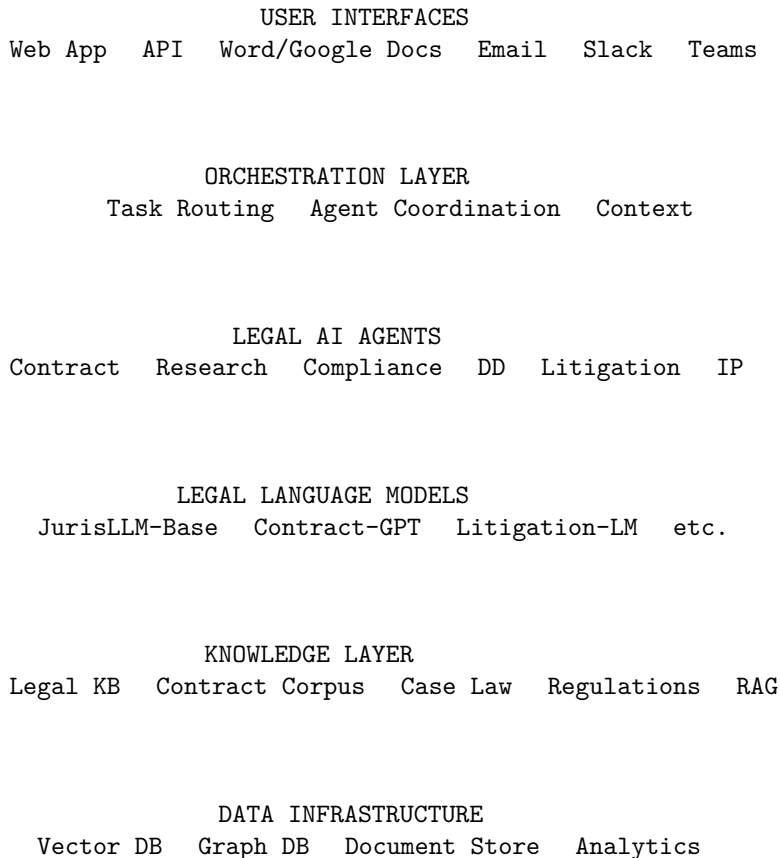 USER INTERFACES
Web App API Word/Google Docs Email Slack Teams
ORCHESTRATION LAYER
Task Routing Agent Coordination Context
LEGAL AI AGENTS
Contract Research Compliance DD Litigation IP
LEGAL LANGUAGE MODELS
JurisLLM-Base Contract-GPT Litigation-LM etc.
KNOWLEDGE LAYER
Legal KB Contract Corpus Case Law Regulations RAG
DATA INFRASTRUCTURE
Vector DB Graph DB Document Store Analytics